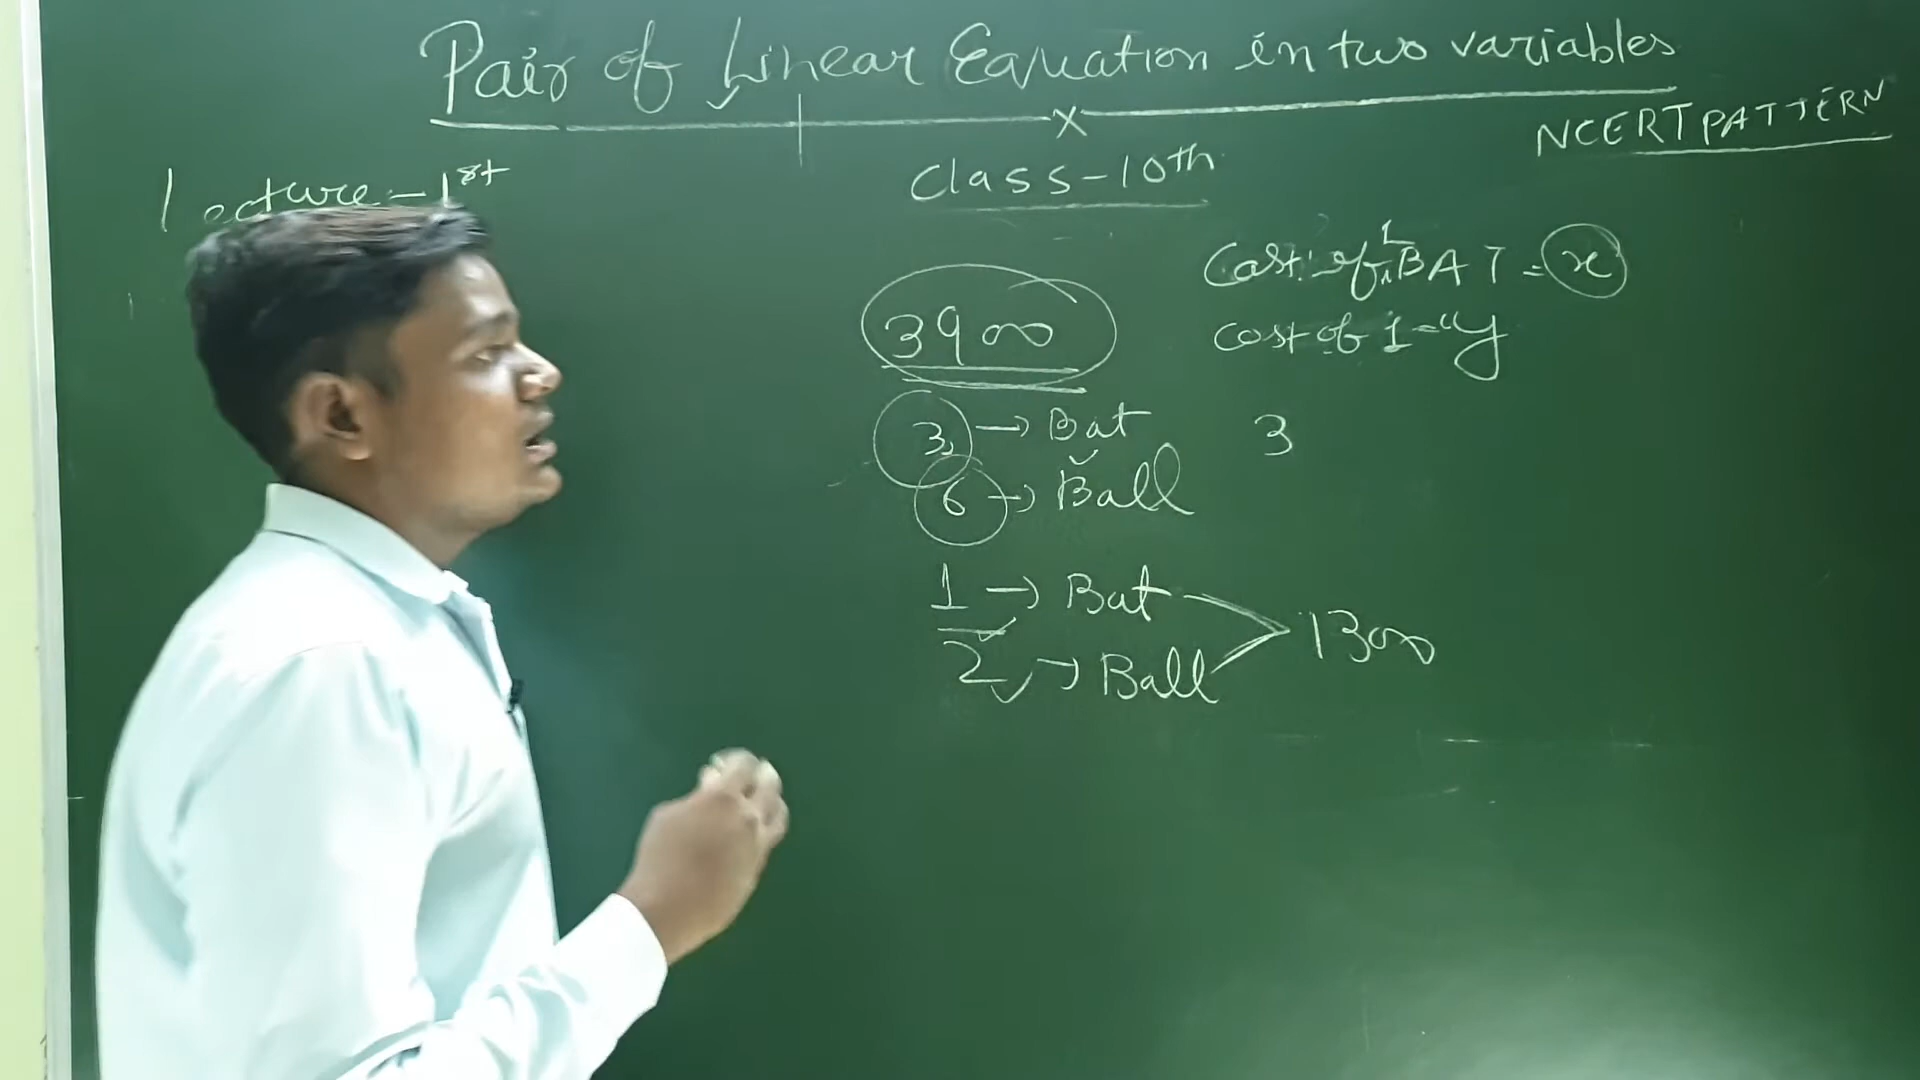 Pair of Linear Equation in two variables
NCERT PATTERN
Class-10th
Lecture-1st
3900
3 → Bat
6 → Ball
1 → Bat
2 → Ball
1300
Cost of 1 BAT = x
Cost of 1 = " y
3